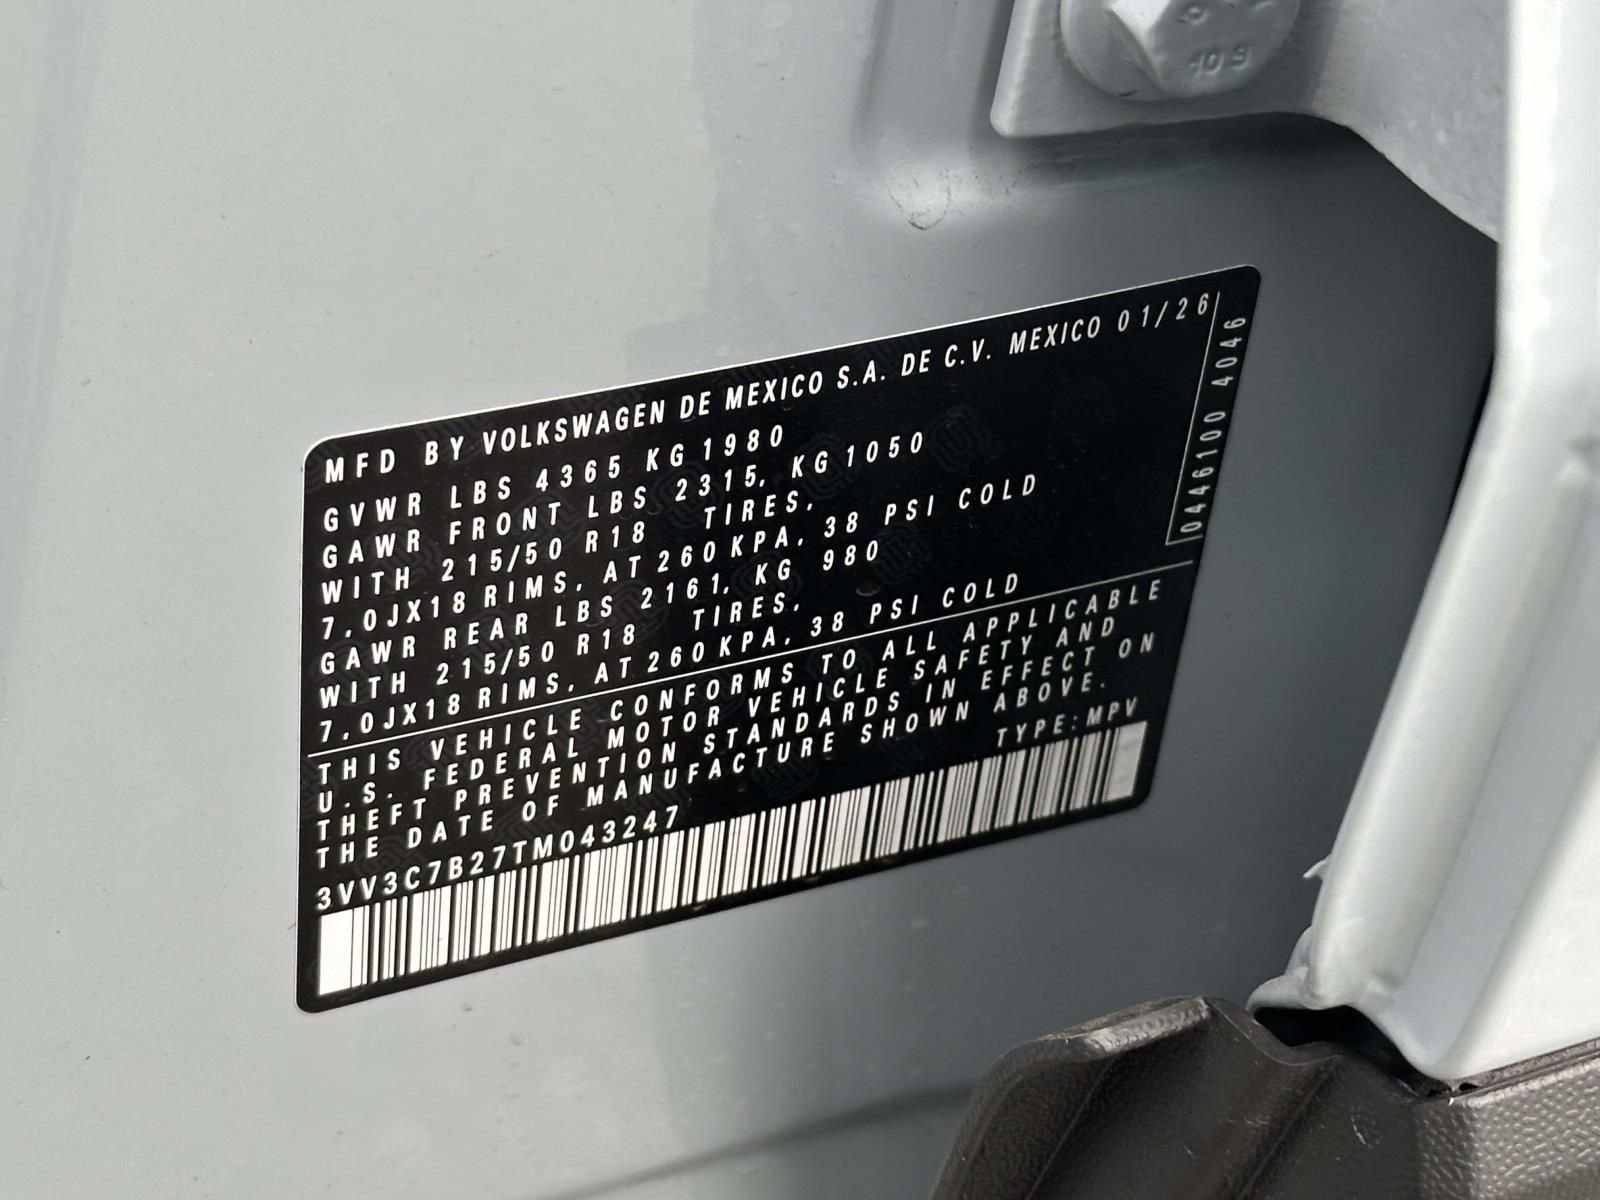 109
MFD BY VOLKSWAGEN DE MEXICO S.A. DE C.V. MEXICO 01/26
GVWR LBS 4365 KG 1980
GAWR FRONT LBS 2315, KG 1050
WITH 215/50 R18 TIRES,
7.0JX18 RIMS, AT 260 KPA, 38 PSI COLD
GAWR REAR LBS 2161, KG 980
WITH 215/50 R18 TIRES,
7.0JX18 RIMS, AT 260 KPA, 38 PSI COLD
THIS VEHICLE CONFORMS TO ALL APPLICABLE
U.S. FEDERAL MOTOR VEHICLE SAFETY AND
THEFT PREVENTION STANDARDS IN EFFECT ON
THE DATE OF MANUFACTURE SHOWN ABOVE.
3VV3C7B27TM043247 TYPE: MPV
0446100 4046